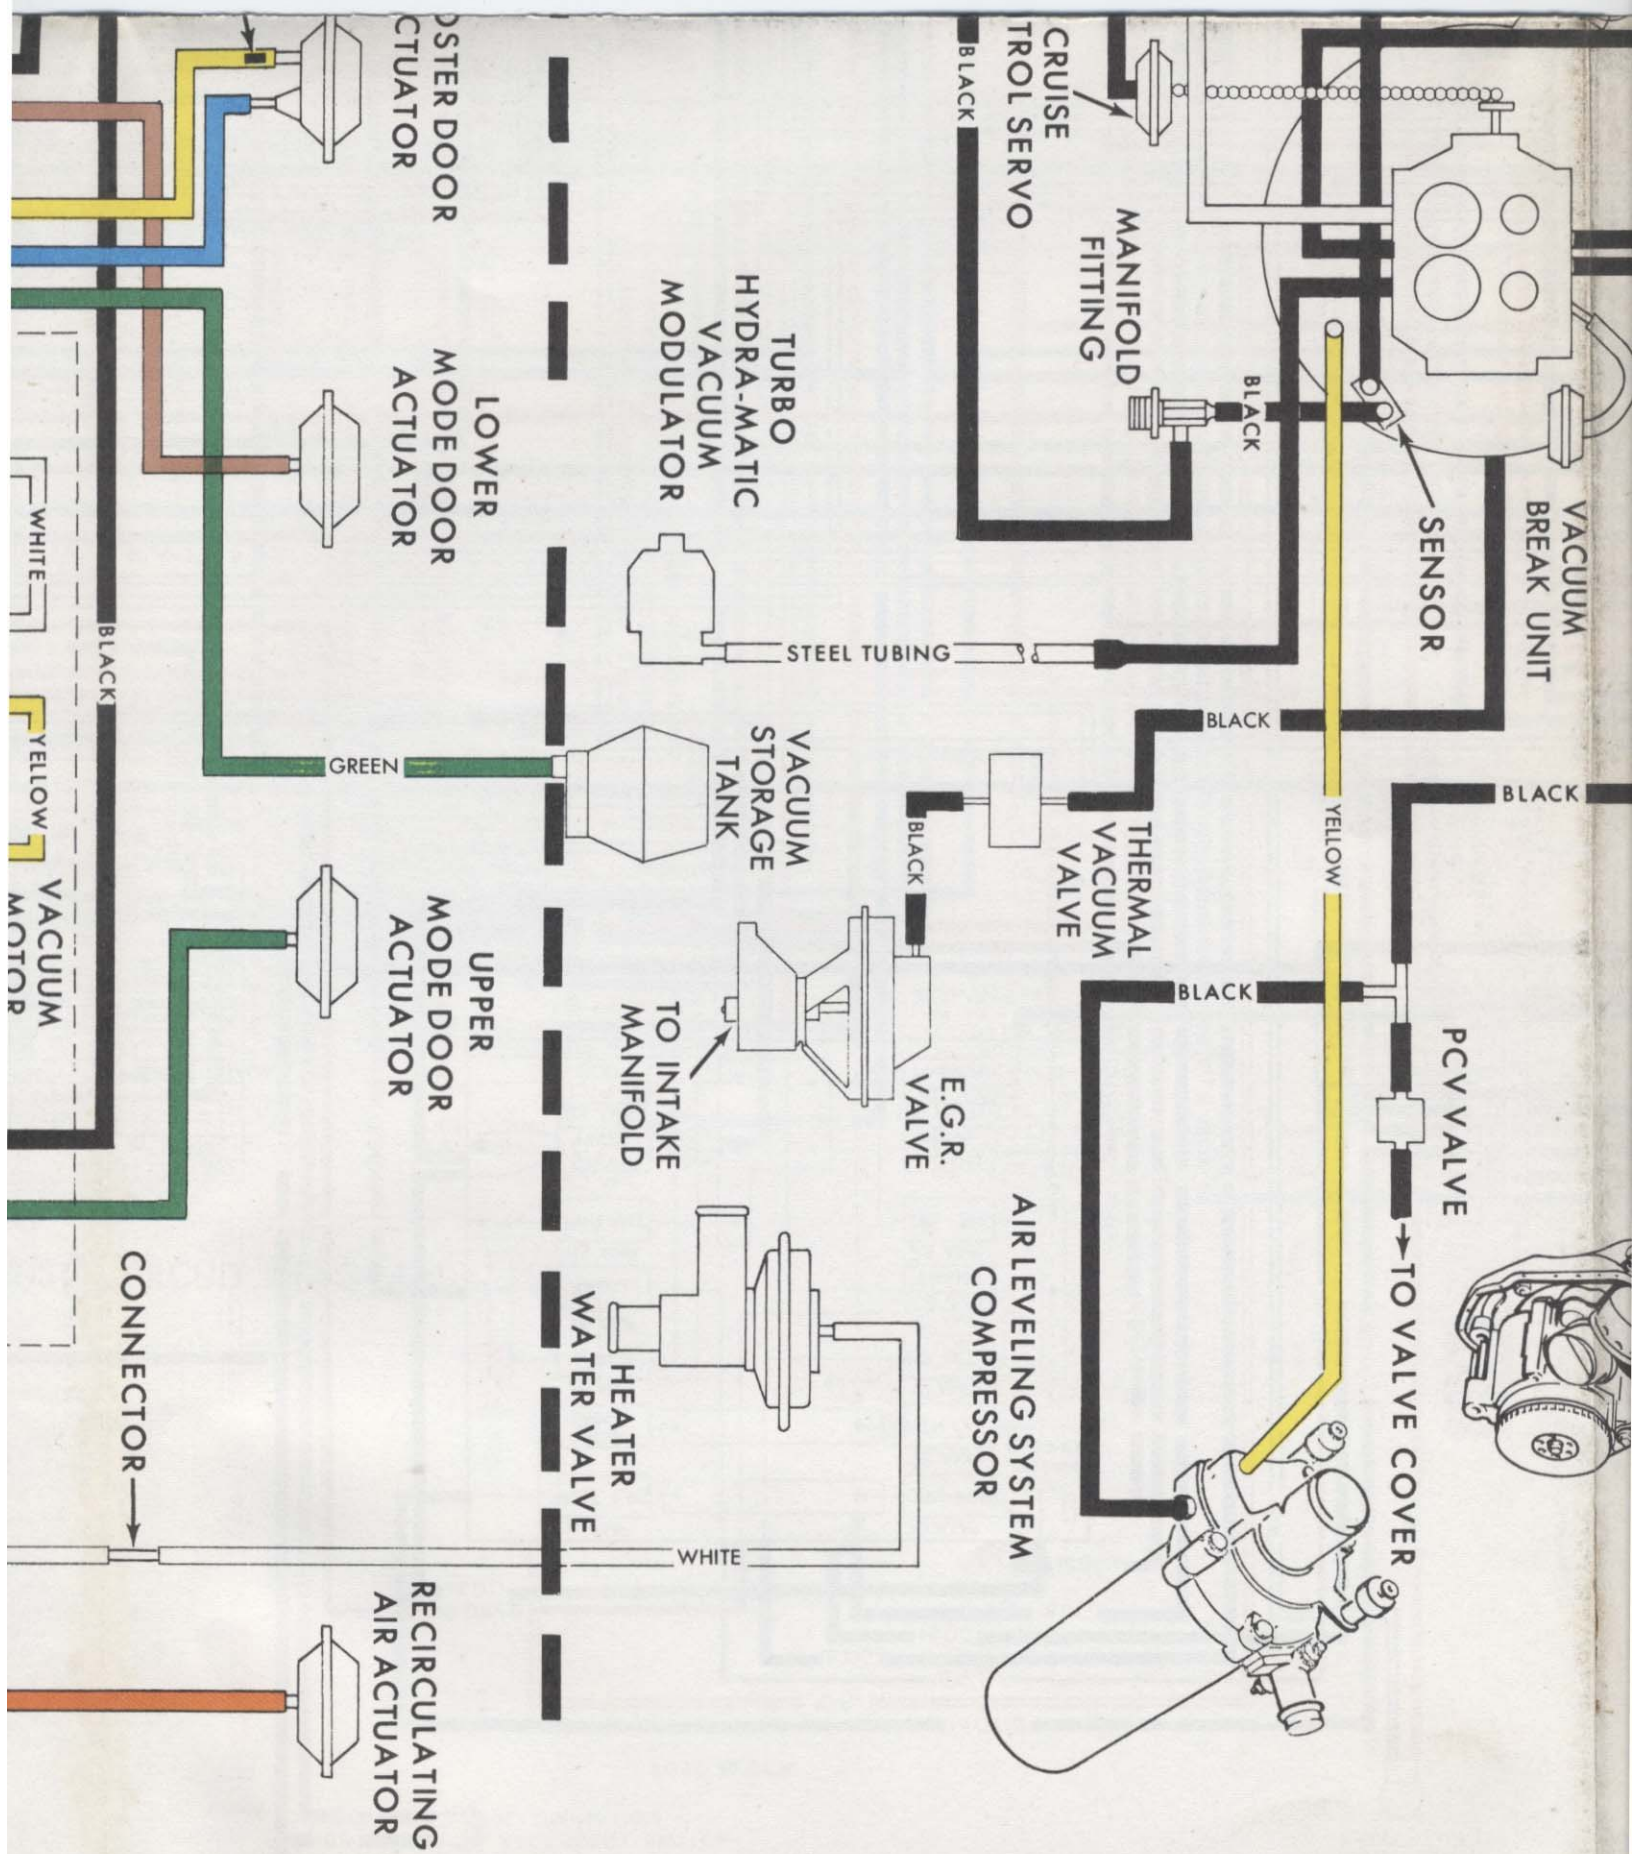 OSTER DOOR
CTUATOR
CRUISE
TROL SERVO
BLACK
MANIFOLD
FITTING
BLACK
TURBO
HYDRA-MATIC
VACUUM
MODULATOR
LOWER
MODE DOOR
ACTUATOR
VACUUM
BREAK UNIT
SENSOR
WHITE
BLACK
STEEL TUBING
BLACK
GREEN
VACUUM
STORAGE
TANK
YELLOW
BLACK
THERMAL
VACUUM
VALVE
YELLOW
BLACK
VACUUM
MOTOR
UPPER
MODE DOOR
ACTUATOR
TO INTAKE
MANIFOLD
E.G.R.
VALVE
BLACK
PCV VALVE
AIR LEVELING SYSTEM
COMPRESSOR
TO VALVE COVER
CONNECTOR
HEATER
WATER VALVE
WHITE
RECIRCULATING
AIR ACTUATOR